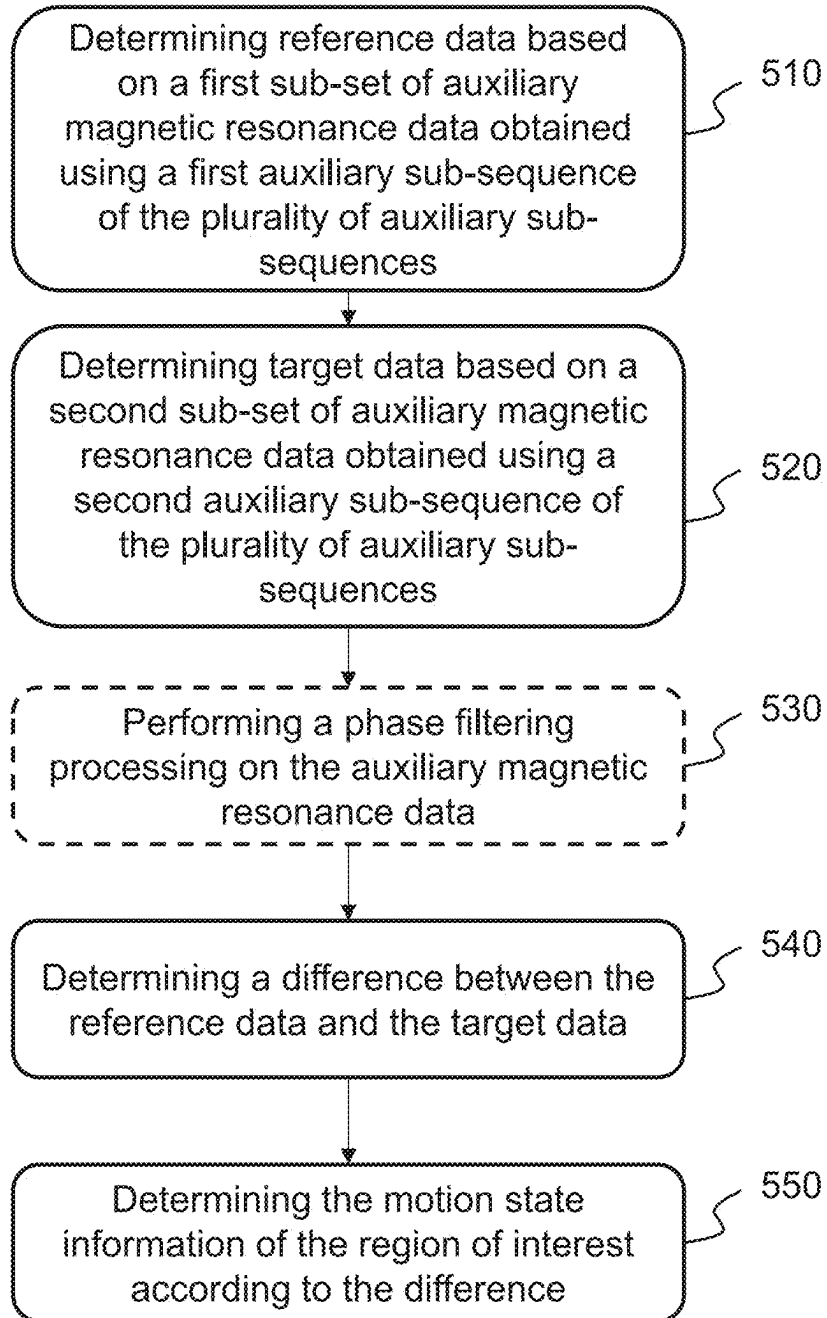 Determining reference data based
on a first sub-set of auxiliary
magnetic resonance data obtained
using a first auxiliary sub-sequence
of the plurality of auxiliary sub-
sequences
510
Determining target data based on a
second sub-set of auxiliary magnetic
resonance data obtained using a
second auxiliary sub-sequence of
the plurality of auxiliary sub-
sequences
520
Performing a phase filtering
processing on the auxiliary magnetic
resonance data
530
Determining a difference between the
reference data and the target data
540
Determining the motion state
information of the region of interest
according to the difference
550